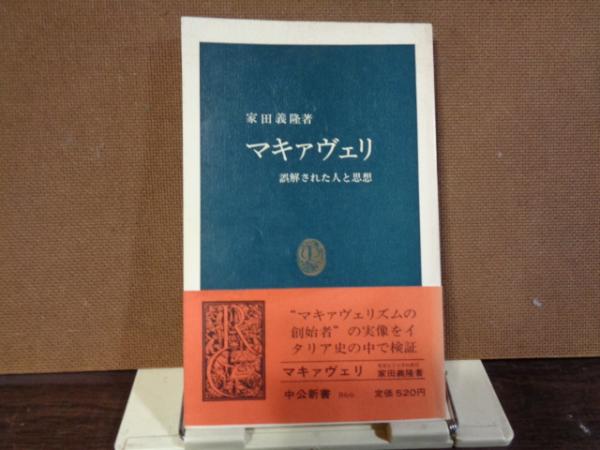 家田義隆著
マキァヴェリ
誤解された人と思想
“マキァヴェリズムの
創始者”の実像をイ
タリア史の中で検証
マキァヴェリ
家田義隆著
中公新書 866 定価520円